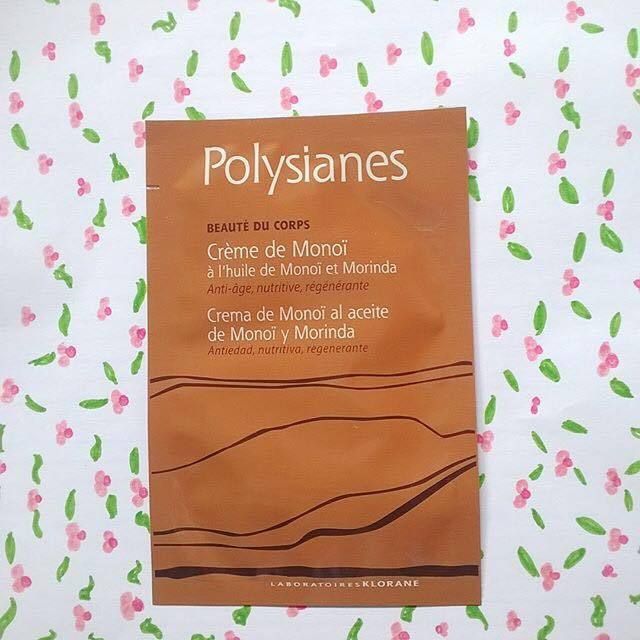 Polysianes
BEAUTÉ DU CORPS
Crème de Monoï
à l'huile de Monoï et Morinda
Anti-âge, nutritive, régénérante
Crema de Monoï al aceite
de Monoï y Morinda
Antiedad, nutritiva, regenerante
LABORATOIRES KLORANE